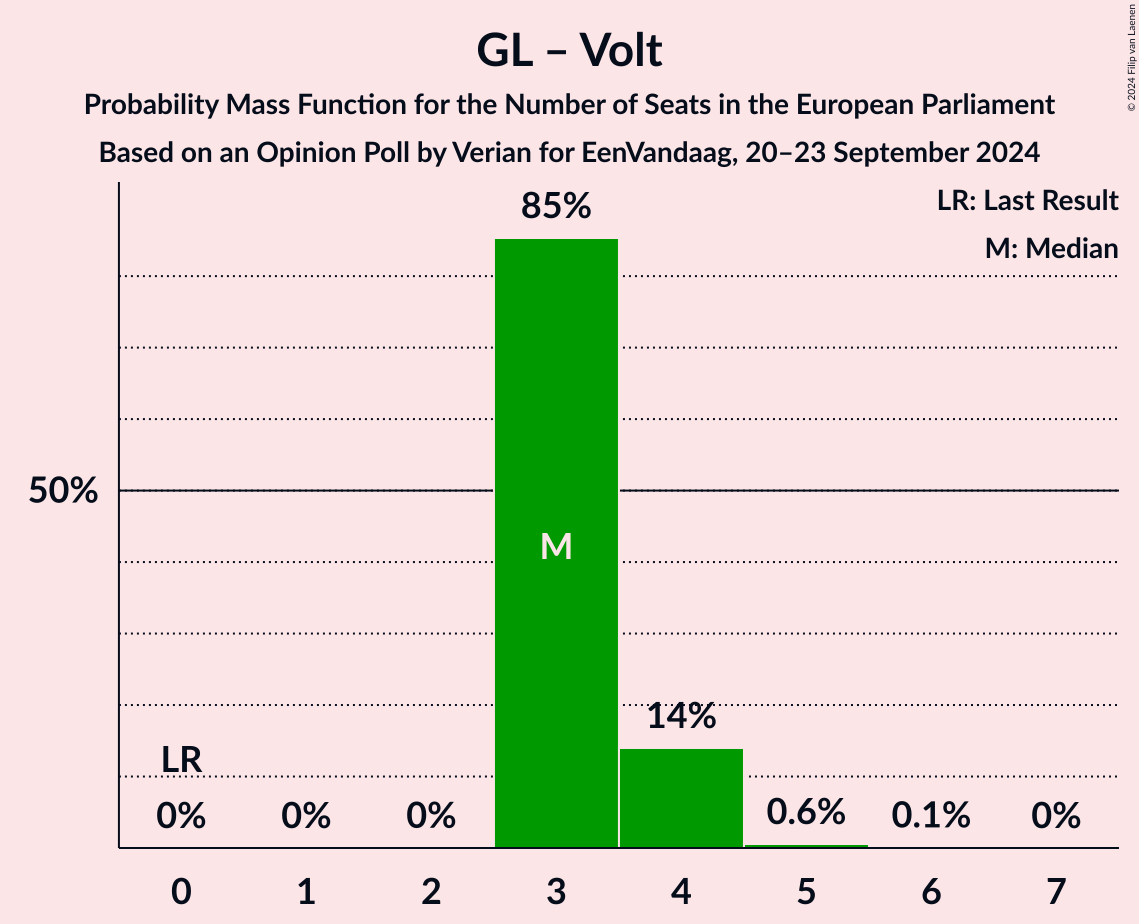 GL – Volt
Probability Mass Function for the Number of Seats in the European Parliament
Based on an Opinion Poll by Verian for EenVandaag, 20–23 September 2024
© 2024 Filip van Laenen
LR: Last Result
M: Median
85%
50%
M
14%
LR
0%
0%
0%
0.6%
0.1%
0%
0
1
2
3
4
5
6
7